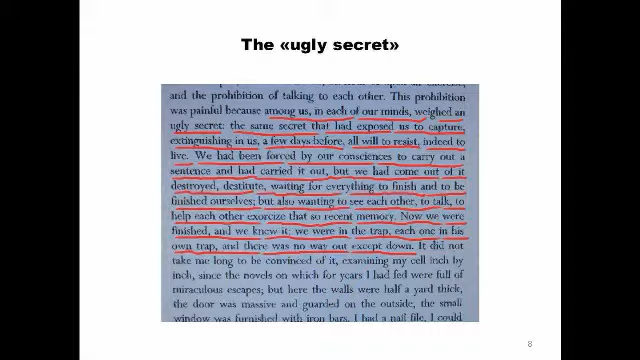 The «ugly secret»
and the prohibition of talking to each other. This prohibition
was painful because among us, in each of our minds, weighed an
ugly secret: the same secret that had exposed us to capture,
extinguishing in us, a few days before, all will to resist, indeed to
live. We had been forced by our consciences to carry out a
sentence and had carried it out, but we had come out of it
destroyed, destitute, waiting for everything to finish and to be
finished ourselves; but also wanting to see each other, to talk, to
help each other exorcize that so recent memory. Now we were
finished, and we knew it: we were in the trap, each one in his
own trap, and there was no way out except down. It did not
take me long to be convinced of it, examining my cell inch by
inch, since the novels on which for years I had fed were full of
miraculous escapes; but here the walls were half a yard thick,
the door was massive and guarded on the outside, the small
window was furnished with iron bars. I had a nail file, I could
8